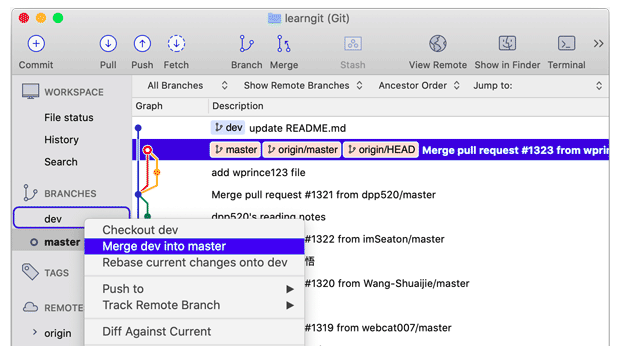 learngit (Git)
Commit Pull Push Fetch Branch Merge Stash View Remote Show in Finder Terminal
WORKSPACE
File status
History
Search
BRANCHES
dev
master
TAGS
REMOTE
origin
All Branches Show Remote Branches Ancestor Order Jump to:
Graph Description
dev update README.md
master origin/master origin/HEAD Merge pull request #1323 from wprin
add wprince123 file
Merge pull request #1321 from dpp520/master
dpp520's reading notes
#1322 from imSeaton/master
悟
#1320 from Wang-Shuaijie/master
#1319 from webcat007/master
Checkout dev
Merge dev into master
Rebase current changes onto dev
Push to
Track Remote Branch
Diff Against Current